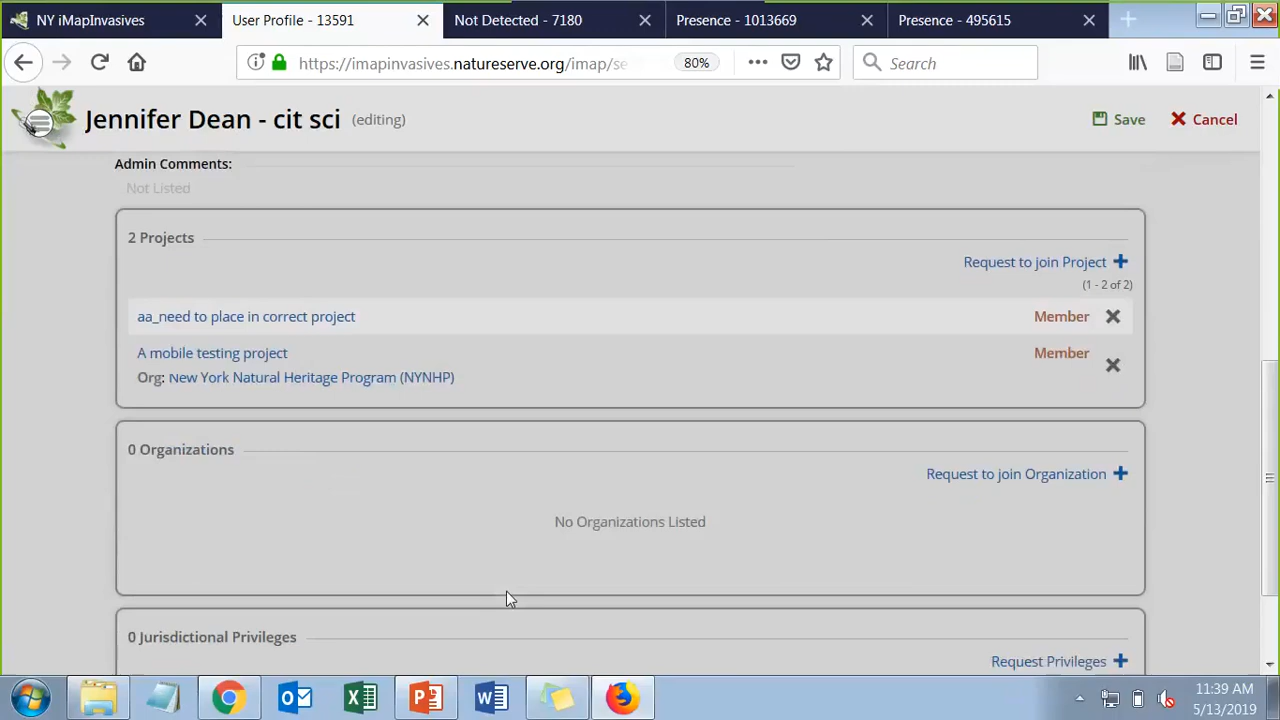 NY iMapInvasives
User Profile - 13591
Not Detected - 7180
Presence - 1013669
Presence - 495615
https://imapinvasives.natureserve.org/imap/se
80%
Search
Jennifer Dean - cit sci (editing)
Save
Cancel
Admin Comments:
Not Listed
2 Projects
Request to join Project
(1 - 2 of 2)
aa_need to place in correct project
Member
A mobile testing project
Member
Org: New York Natural Heritage Program (NYNHP)
0 Organizations
Request to join Organization
No Organizations Listed
0 Jurisdictional Privileges
Request Privileges
11:39 AM
5/13/2019